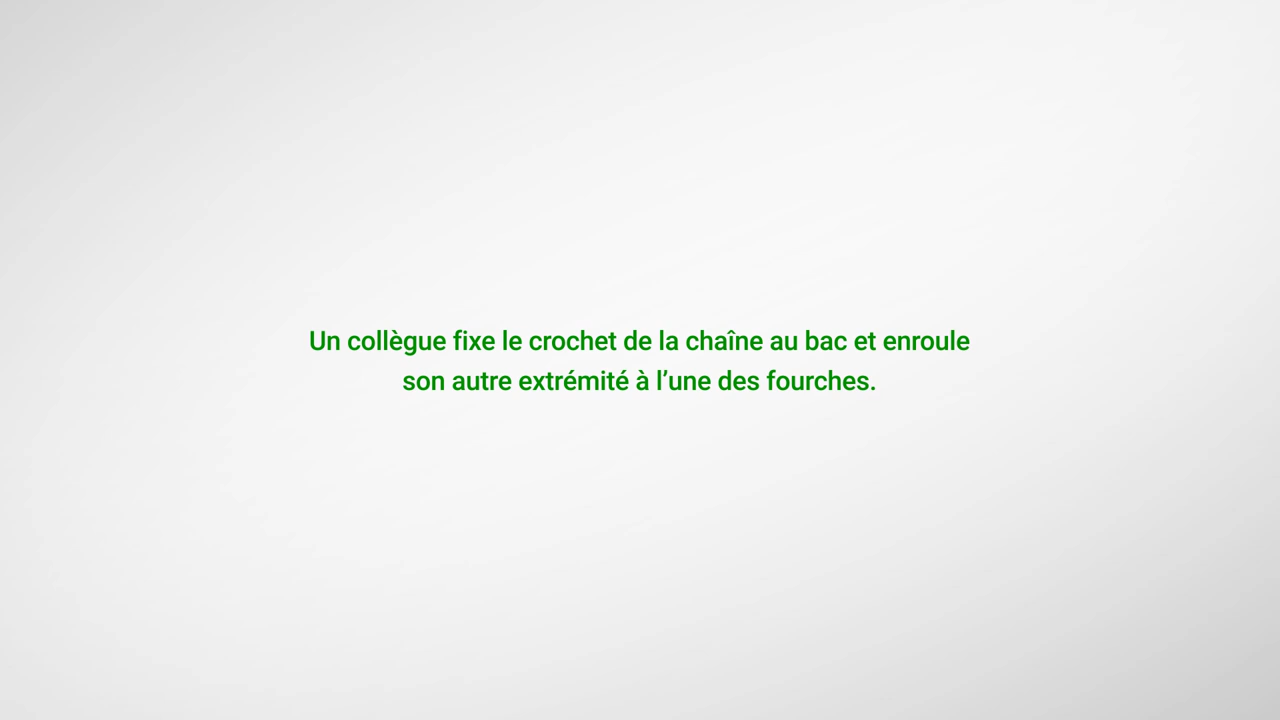 Un collègue fixe le crochet de la chaîne au bac et enroule
son autre extrémité à l’une des fourches.